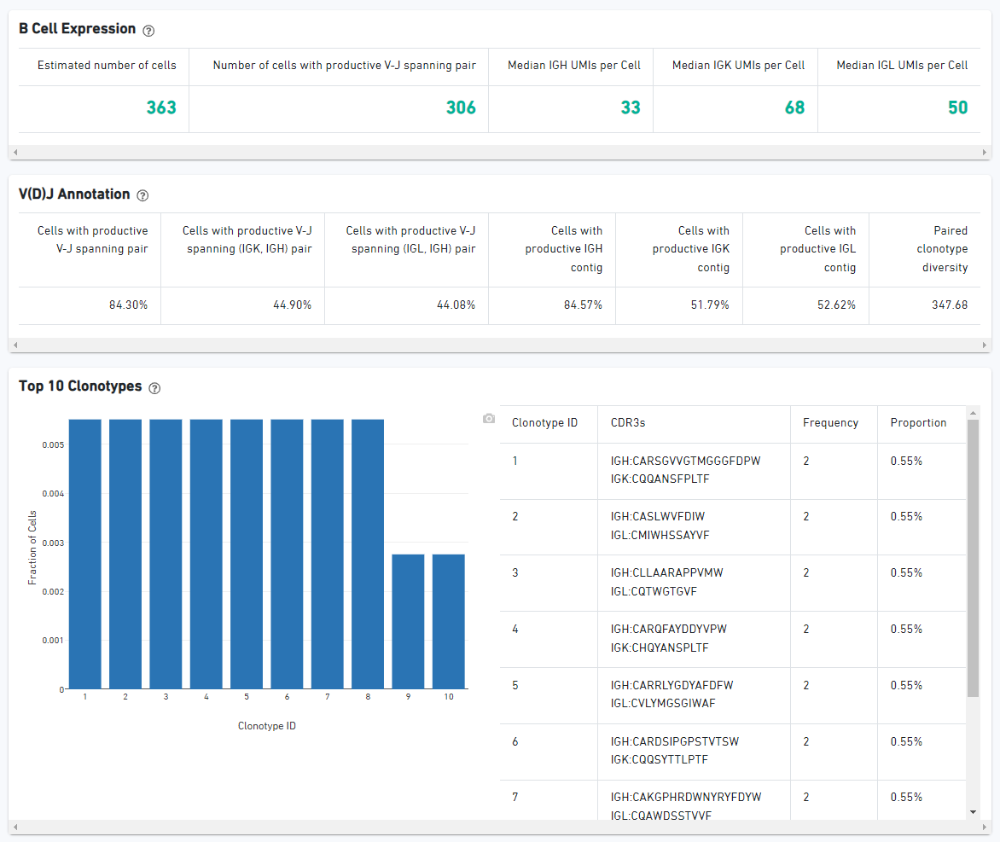 B Cell Expression ?
Estimated number of cells
Number of cells with productive V-J spanning pair
Median IGH UMIs per Cell
Median IGK UMIs per Cell
Median IGL UMIs per Cell
363
306
33
68
50
V(D)J Annotation ?
Cells with productive
V-J spanning pair
Cells with productive V-J
spanning (IGK, IGH) pair
Cells with productive V-J
spanning (IGL, IGH) pair
Cells with
productive IGH
contig
Cells with
productive IGK
contig
Cells with
productive IGL
contig
Paired
clonotype
diversity
84.30%
44.90%
44.08%
84.57%
51.79%
52.62%
347.68
Top 10 Clonotypes ?
0.005
0.004
0.003
0.002
0.001
0
Fraction of Cells
1
2
3
4
5
6
7
8
9
10
Clonotype ID
Clonotype ID
CDR3s
Frequency
Proportion
1
IGH:CARSGVVGTMGGGFDPW
IGK:CQQANSFPLTF
2
0.55%
2
IGH:CASLWVFDIW
IGL:CMIWHSSAYVF
2
0.55%
3
IGH:CLLAARAPPVMW
IGL:CQTWGTGVF
2
0.55%
4
IGH:CARQFAYDDYVPW
IGK:CHQYANSPLTF
2
0.55%
5
IGH:CARRLYGDYAFDFW
IGL:CVLYMGSGIWAF
2
0.55%
6
IGH:CARDSIPGPSTVTSW
IGK:CQQSYTTLPTF
2
0.55%
7
IGH:CAKGPHRDWNYRYFDYW
IGL:CQAWDSSTVVF
2
0.55%